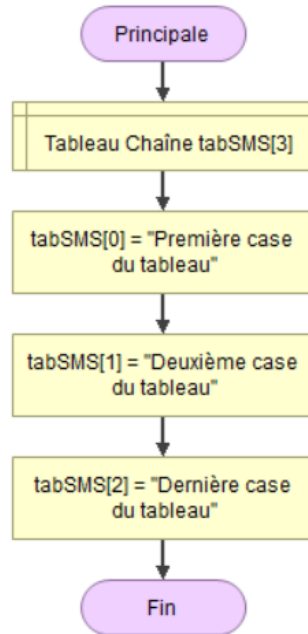 Principale
Tableau Chaîne tabSMS[3]
tabSMS[0] = "Première case
du tableau"
tabSMS[1] = "Deuxième case
du tableau"
tabSMS[2] = "Dernière case
du tableau"
Fin